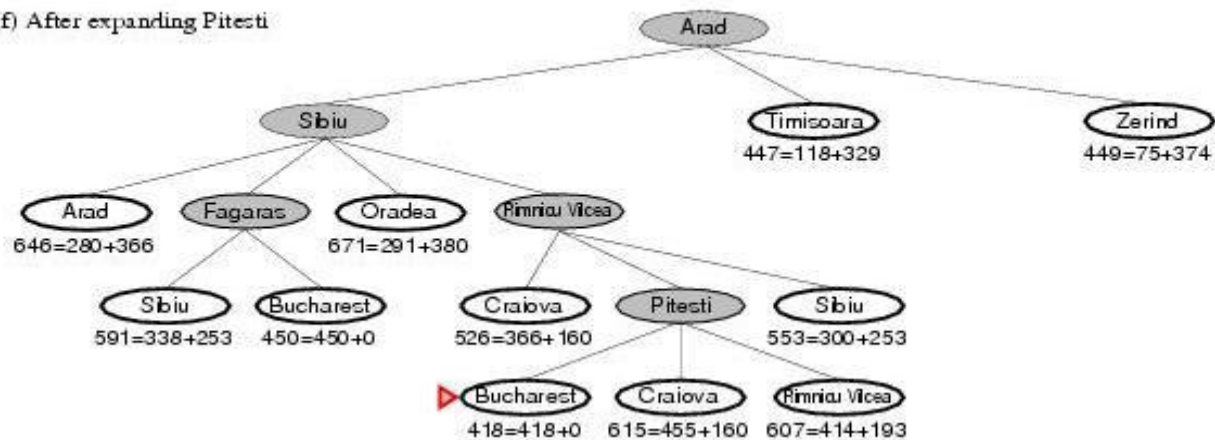 f) After expanding Pitesti
Arad
Sibiu
Timisoara
Zerind
447=118+329
449=75+374
Arad
Fagaras
Oradea
Rimnicu Vilcea
646=280+366
671=291+380
Sibiu
Bucharest
Craiova
Pitesti
Sibiu
591=338+253
450=450+0
526=366+160
553=300+253
Bucharest
Craiova
Rimnicu Vilcea
418=418+0
615=455+160
607=414+193